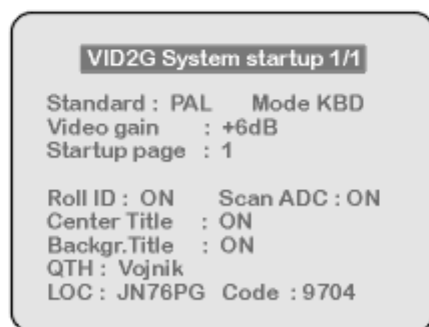 VID2G System startup 1/1
Standard : PAL Mode KBD
Video gain : +6dB
Startup page : 1
Roll ID : ON Scan ADC : ON
Center Title : ON
Backgr.Title : ON
QTH : Vojnik
LOC : JN76PG Code : 9704